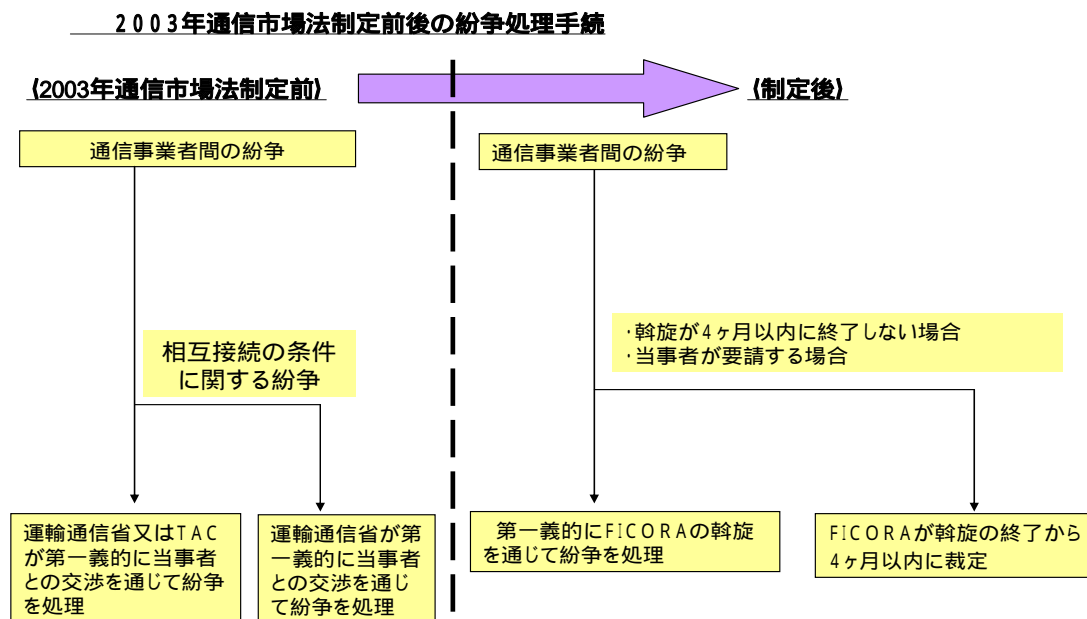 2003年通信市場法制定前後の紛争処理手続
(2003年通信市場法制定前)
(制定後)
通信事業者間の紛争
通信事業者間の紛争
相互接続の条件
に関する紛争
・斡旋が4ヶ月以内に終了しない場合
・当事者が要請する場合
運輸通信省又はTAC
が第一義的に当事者
との交渉を通じて紛争
を処理
運輸通信省が第
一義的に当事者
との交渉を通じ
て紛争を処理
第一義的にFICORAの斡旋
を通じて紛争を処理
FICORAが斡旋の終了から
4ヶ月以内に裁定